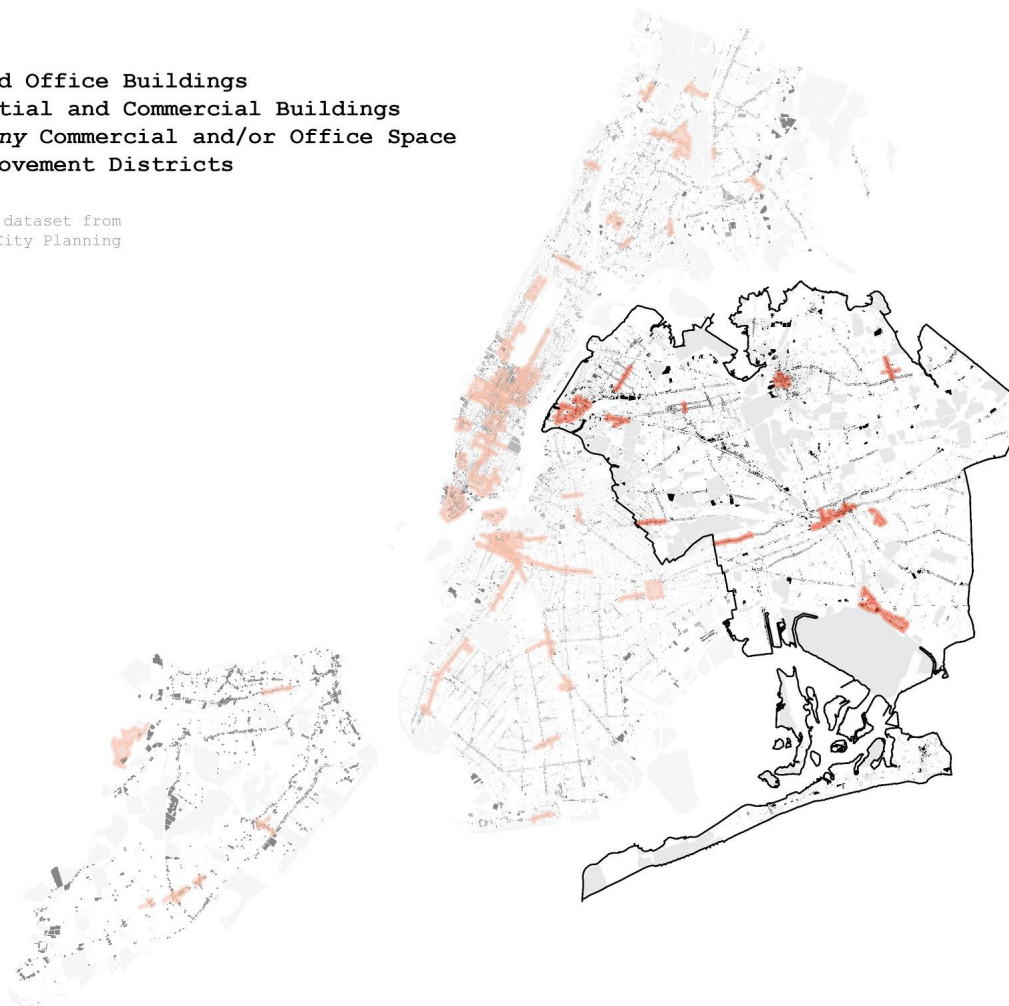 d Office Buildings
tial and Commercial Buildings
ny Commercial and/or Office Space
ovement Districts
dataset from
City Planning